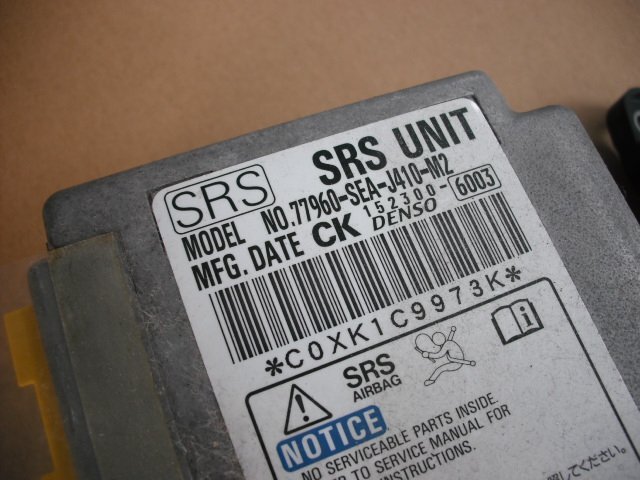 SRS SRS UNIT
MODEL NO.77960-SEA-J410-M2
MFG. DATE CK 152300-6003
DENSO
*C0XK1C9973K*
SRS
AIRBAG
NOTICE
NO SERVICEABLE PARTS INSIDE.
TO SERVICE MANUAL FOR
INSTRUCTIONS.
してください